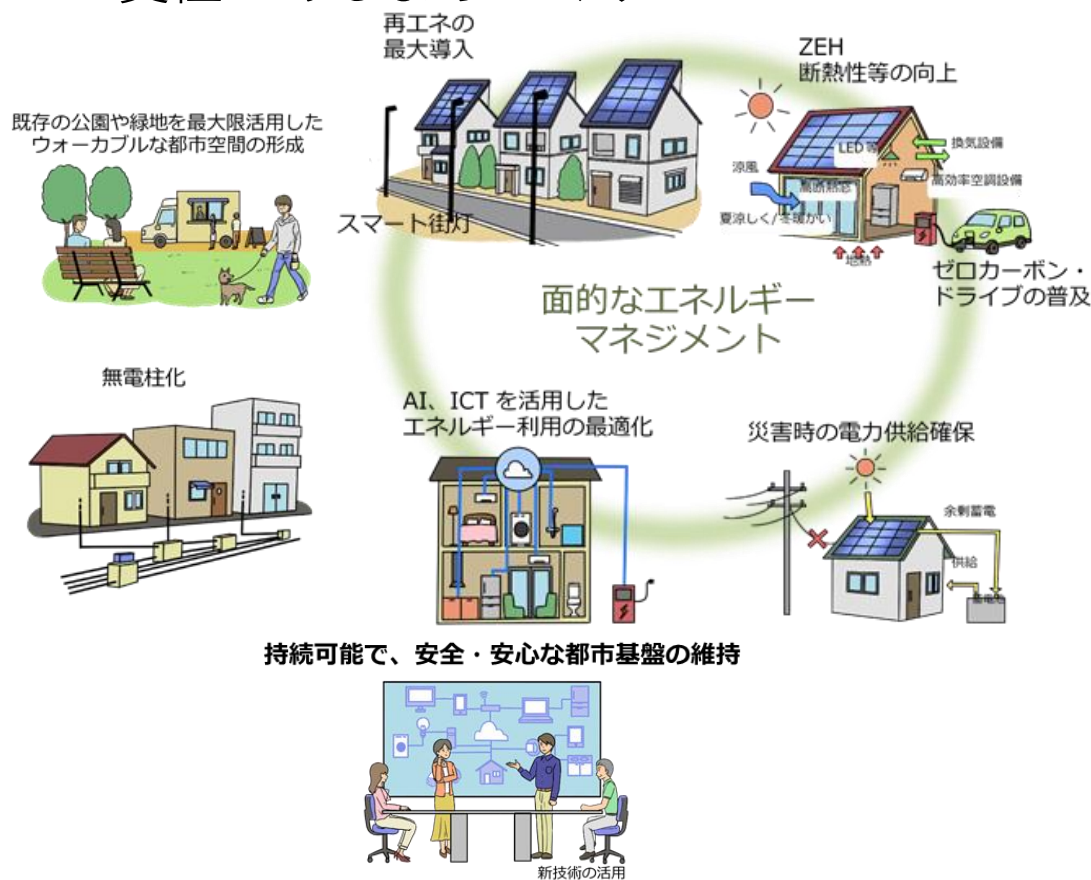 再エネの
最大導入
ZEH
断熱性等の向上
既存の公園や緑地を最大限活用した
ウォーカブルな都市空間の形成
LED等
換気設備
涼風
高断熱窓
高効率空調設備
夏涼しく/冬暖かい
スマート街灯
地熱
ゼロカーボン・
ドライブの普及
面的なエネルギー
マネジメント
無電柱化
AI、ICT を活用した
エネルギー利用の最適化
災害時の電力供給確保
余剰蓄電
供給
蓄電池
持続可能で、安全・安心な都市基盤の維持
新技術の活用